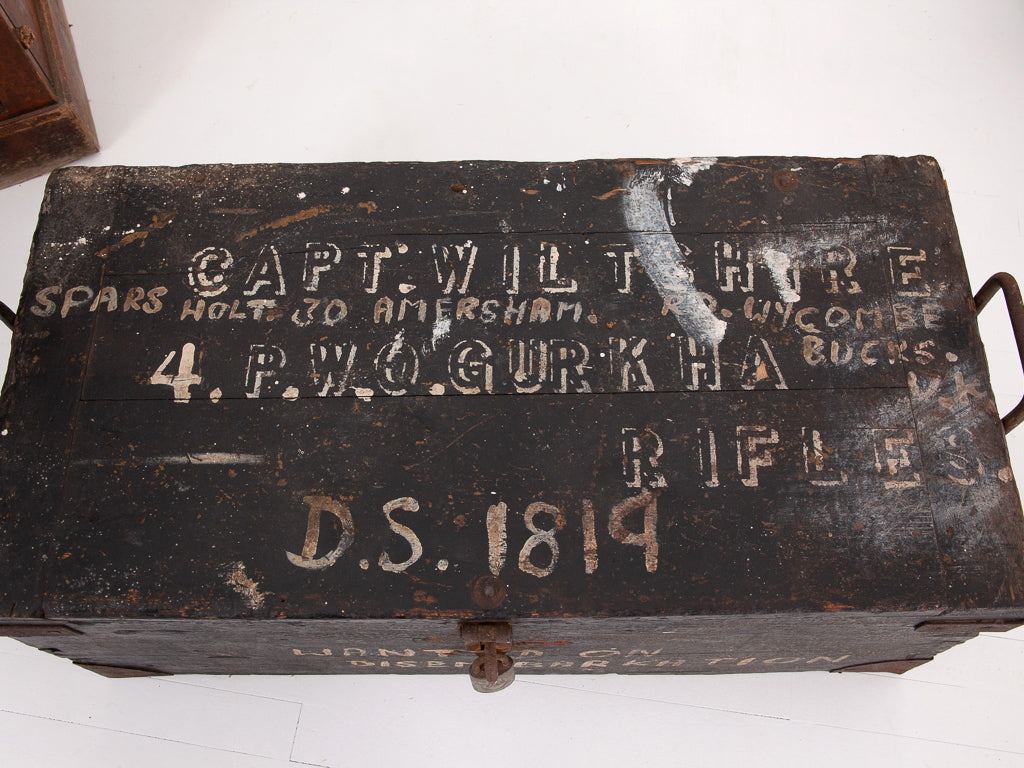 CAPT. WILTSHIRE
SPARS HOLT. 30 AMERSHAM. RD. WYCOMBE
BUCKS.
4. P.W.O. GURKHA
RIFLES.
D.S. 1819
WANTED ON
DISEMBARKATION